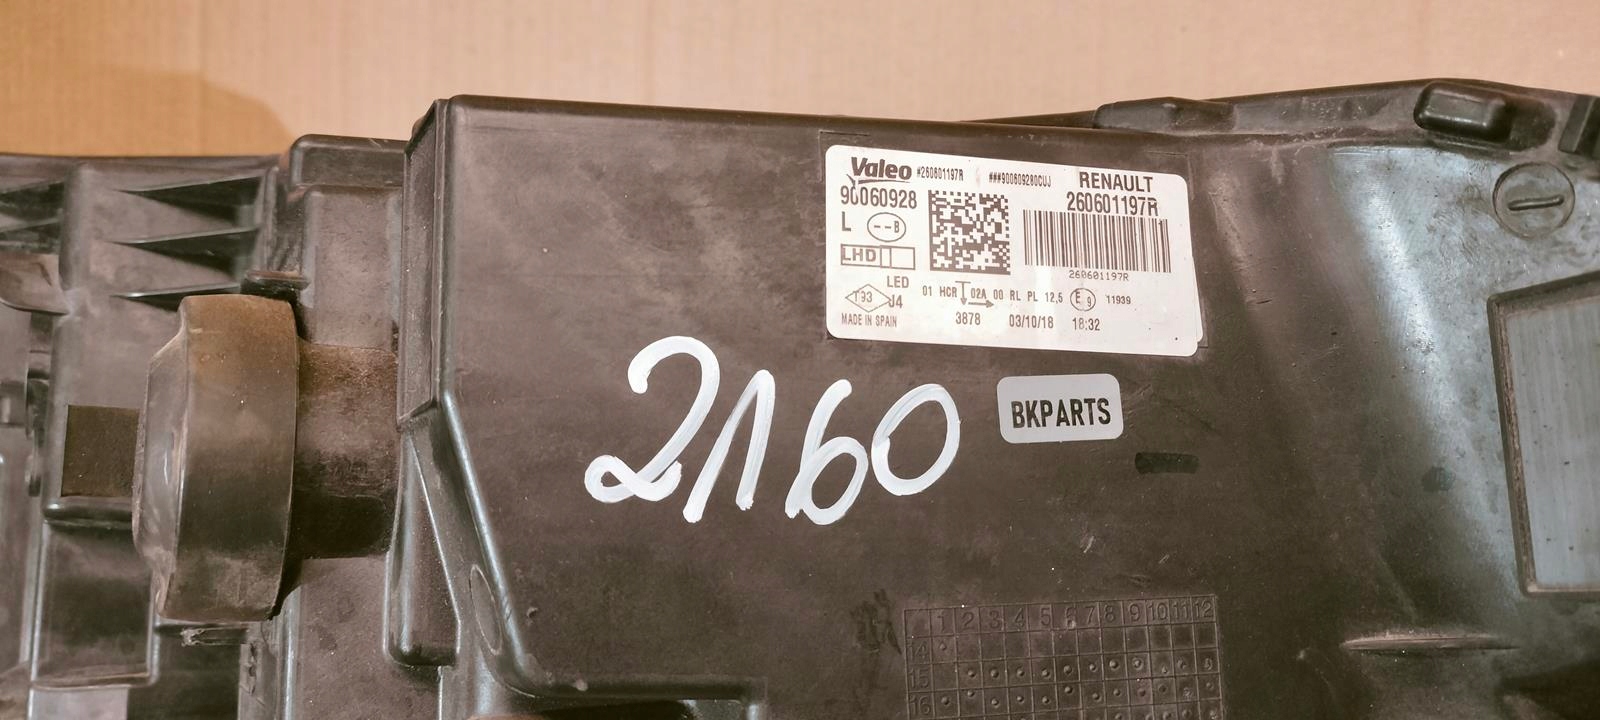 Valeo #260601197R ###900609280CUJ RENAULT
90060928 260601197R
L --B
LHD
260601197R
LED
T93 J4 01 HCR 02A 00 RL PL 12,5 E9 11939
MADE IN SPAIN 3878 03/10/18 18:32
2160
BKPARTS
1 2 3 4 5 6 7 8 9 10 11 12
14
15
16